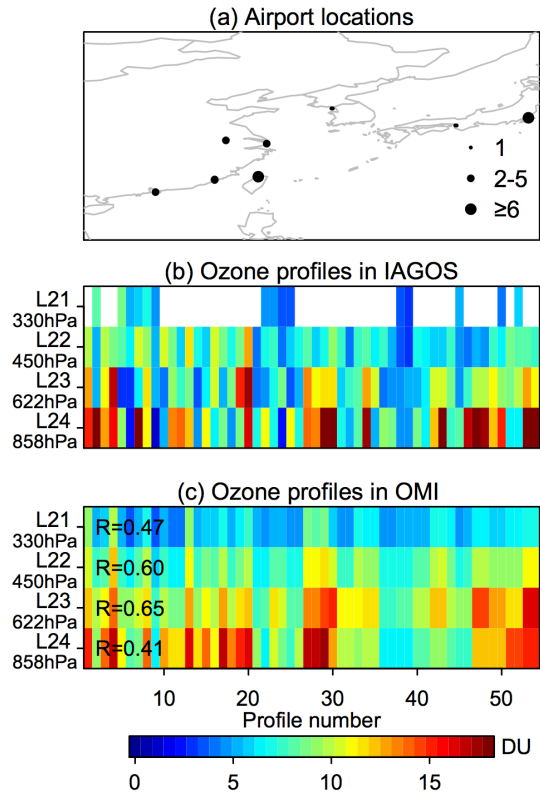 (a) Airport locations
1
2-5
≥6
(b) Ozone profiles in IAGOS
L21
330hPa
L22
450hPa
L23
622hPa
L24
858hPa
(c) Ozone profiles in OMI
L21 R=0.47
330hPa
L22 R=0.60
450hPa
L23 R=0.65
622hPa
L24 R=0.41
858hPa
10 20 30 40 50
Profile number
DU
0 5 10 15